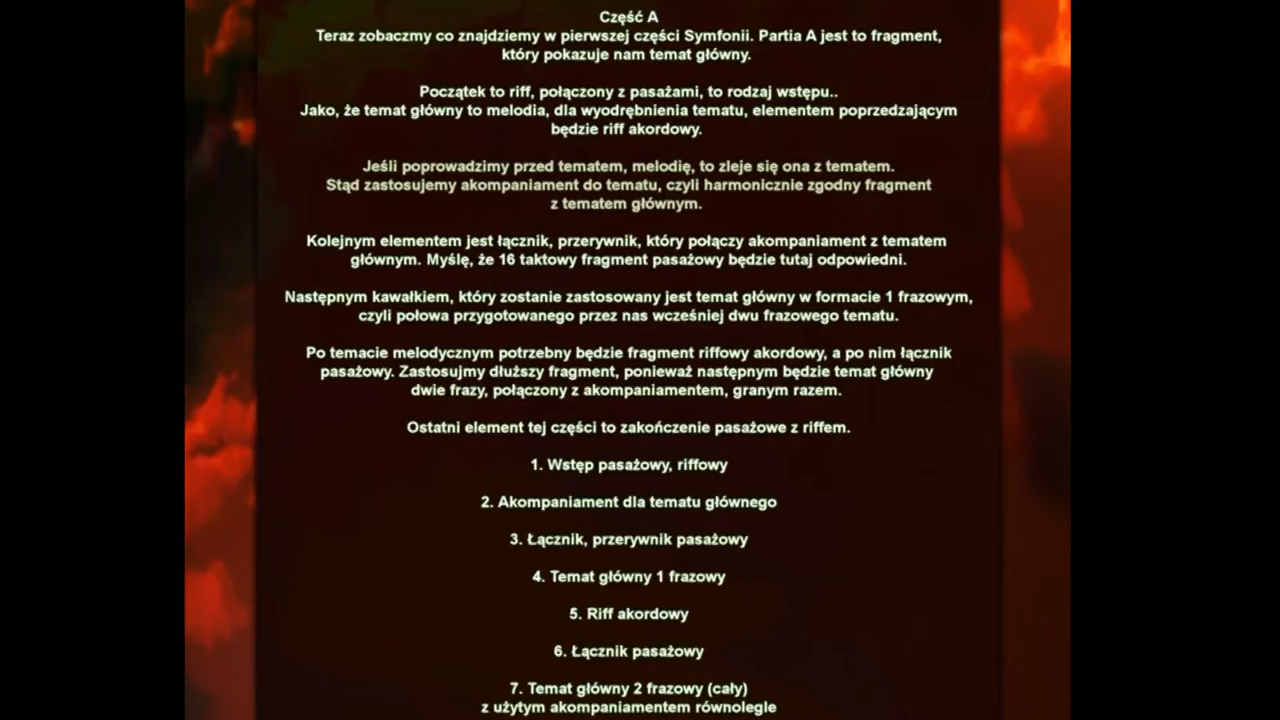 Część A
Teraz zobaczmy co znajdziemy w pierwszej części Symfonii. Partia A jest to fragment,
który pokazuje nam temat główny.
Początek to riff, połączony z pasażami, to rodzaj wstępu..
Jako, że temat główny to melodia, dla wyodrębnienia tematu, elementem poprzedzającym
będzie riff akordowy.
Jeśli poprowadzimy przed tematem, melodię, to zleje się ona z tematem.
Stąd zastosujemy akompaniament do tematu, czyli harmonicznie zgodny fragment
z tematem głównym.
Kolejnym elementem jest łącznik, przerywnik, który połączy akompaniament z tematem
głównym. Myślę, że 16 taktowy fragment pasażowy będzie tutaj odpowiedni.
Następnym kawałkiem, który zostanie zastosowany jest temat główny w formacie 1 frazowym,
czyli połowa przygotowanego przez nas wcześniej dwu frazowego tematu.
Po temacie melodycznym potrzebny będzie fragment riffowy akordowy, a po nim łącznik
pasażowy. Zastosujmy dłuższy fragment, ponieważ następnym będzie temat główny
dwie frazy, połączony z akompaniamentem, granym razem.
Ostatni element tej części to zakończenie pasażowe z riffem.
1. Wstęp pasażowy, riffowy
2. Akompaniament dla tematu głównego
3. Łącznik, przerywnik pasażowy
4. Temat główny 1 frazowy
5. Riff akordowy
6. Łącznik pasażowy
7. Temat główny 2 frazowy (cały)
z użytym akompaniamentem równolegle